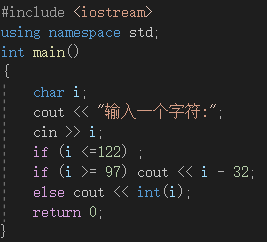 #include <iostream>
using namespace std;
int main()
{
char i;
cout << "输入一个字符:";
cin >> i;
if (i <=122) ;
if (i >= 97) cout << i - 32;
else cout << int(i);
return 0;
}